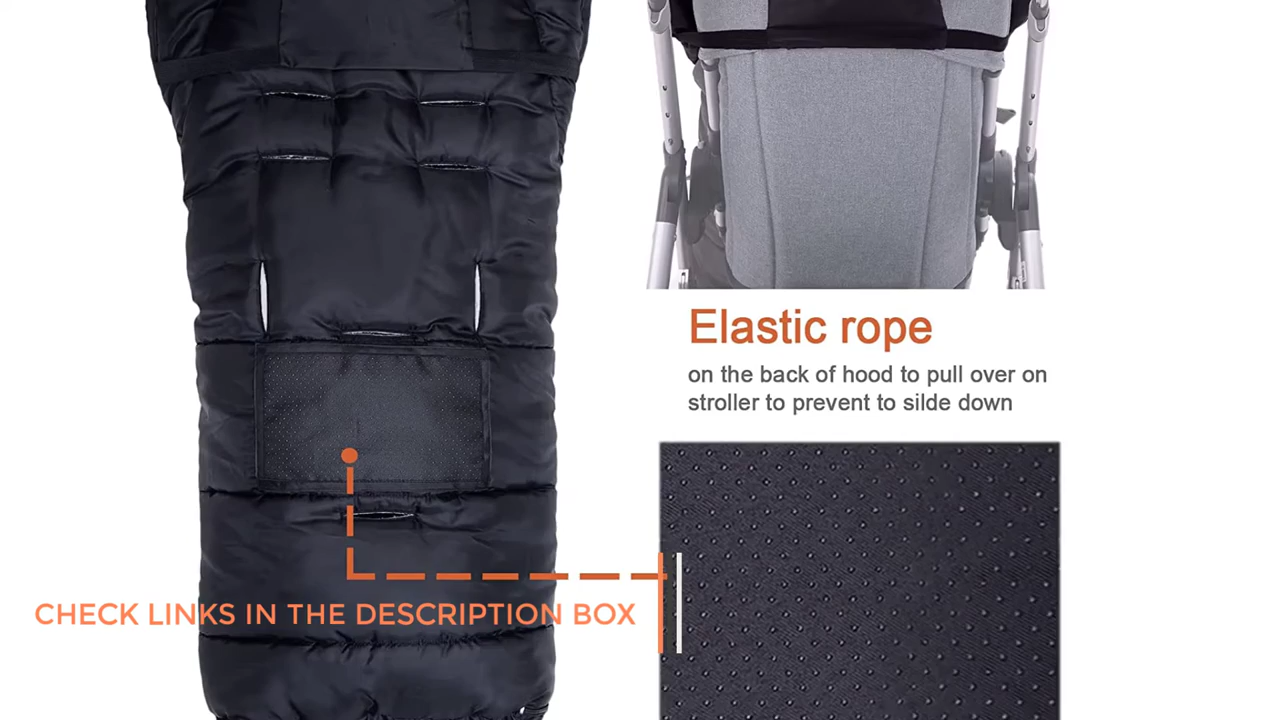 Elastic rope
on the back of hood to pull over on
stroller to prevent to silde down
CHECK LINKS IN THE DESCRIPTION BOX